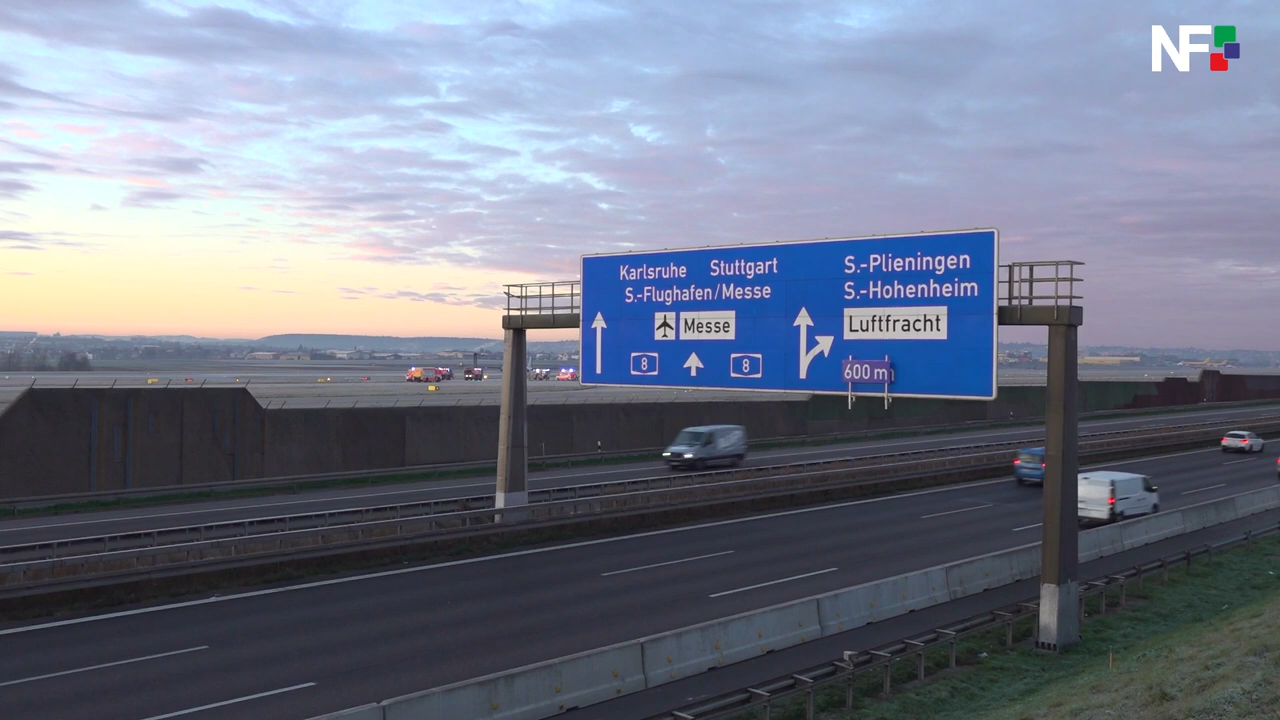 NF
Karlsruhe Stuttgart
S.-Flughafen/Messe
Messe
8 8
S.-Plieningen
S.-Hohenheim
Luftfracht
600 m